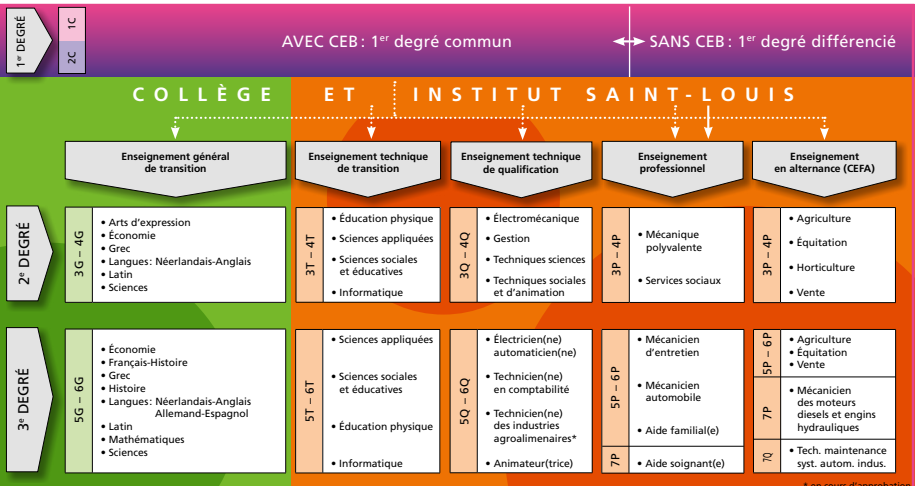 1er DEGRÉ
1C
2C
AVEC CEB : 1er degré commun
SANS CEB : 1er degré différencié
COLLÈGE ET INSTITUT SAINT-LOUIS
Enseignement général
de transition
Enseignement technique
de transition
Enseignement technique
de qualification
Enseignement
professionnel
Enseignement
en alternance (CEFA)
2e DEGRÉ
3G – 4G
• Arts d'expression
• Économie
• Grec
• Langues : Néerlandais-Anglais
• Latin
• Sciences
3T – 4T
• Éducation physique
• Sciences appliquées
• Sciences sociales
et éducatives
• Informatique
3Q – 4Q
• Électromécanique
• Gestion
• Techniques sciences
• Techniques sociales
et d'animation
3P – 4P
• Mécanique
polyvalente
• Services sociaux
3P – 4P
• Agriculture
• Équitation
• Horticulture
• Vente
3e DEGRÉ
5G – 6G
• Économie
• Français-Histoire
• Grec
• Histoire
• Langues : Néerlandais-Anglais
Allemand-Espagnol
• Latin
• Mathématiques
• Sciences
5T – 6T
• Sciences appliquées
• Sciences sociales
et éducatives
• Éducation physique
• Informatique
5Q – 6Q
• Électricien(ne)
automaticien(ne)
• Technicien(ne)
en comptabilité
• Technicien(ne)
des industries
agroalimenaires*
• Animateur(trice)
5P – 6P
• Mécanicien
d'entretien
• Mécanicien
automobile
• Aide familial(e)
7P
• Aide soignant(e)
5P – 6P
• Agriculture
• Équitation
• Vente
7P
• Mécanicien
des moteurs
diesels et engins
hydrauliques
7Q
• Tech. maintenance
syst. autom. indus.
* en cours d'approbation